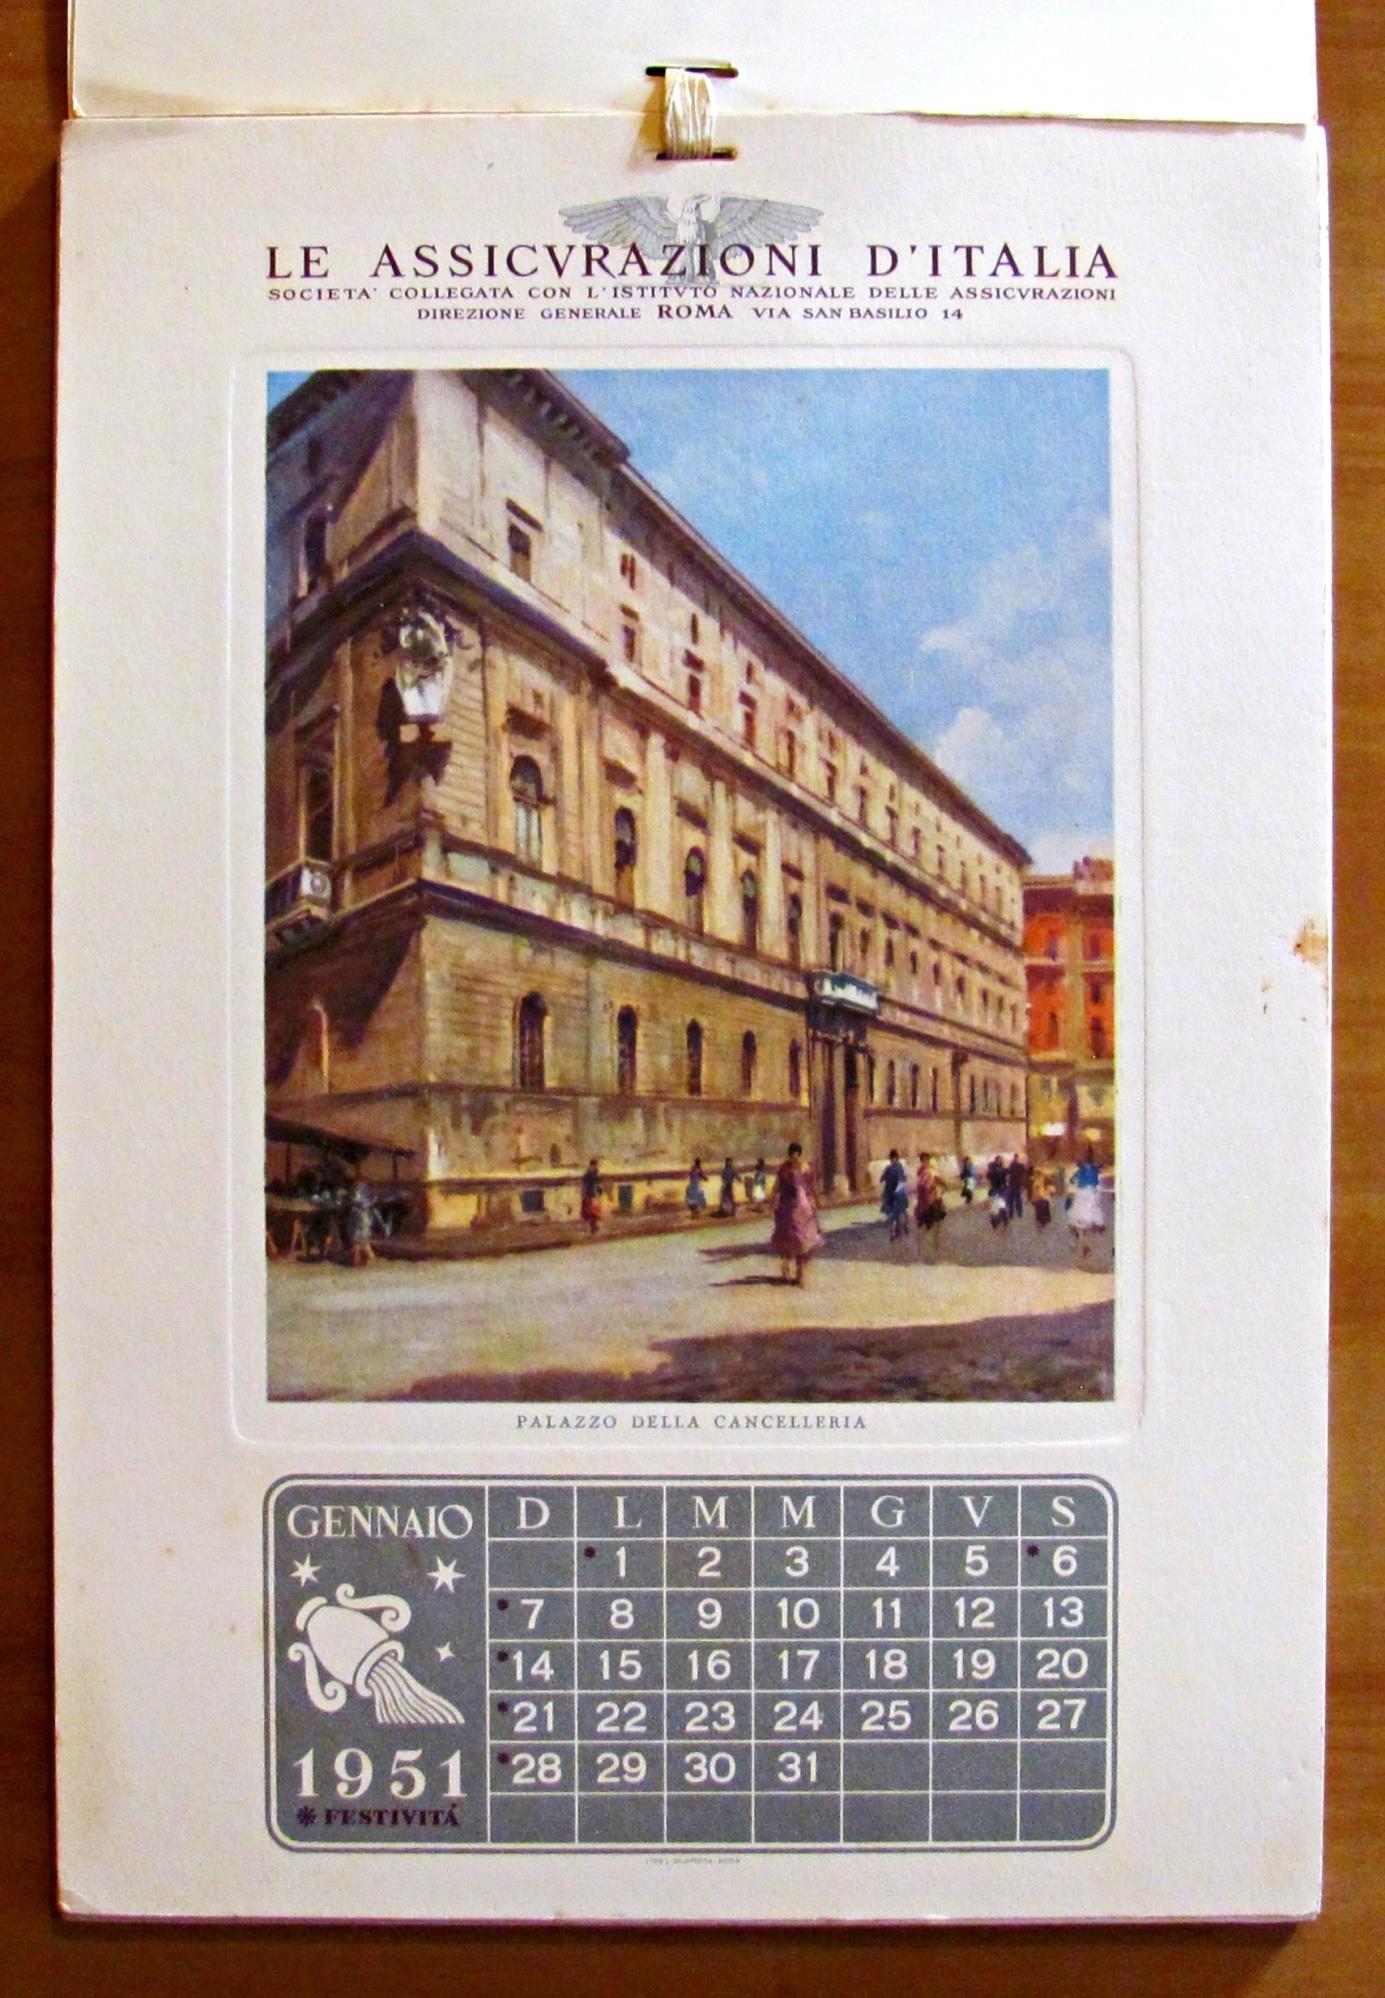 LE ASSICVRAZIONI D'ITALIA
SOCIETA' COLLEGATA CON L'ISTITVTO NAZIONALE DELLE ASSICVRAZIONI
DIREZIONE GENERALE ROMA VIA SAN BASILIO 14
PALAZZO DELLA CANCELLERIA
GENNAIO
1951
* FESTIVITÁ
D L M M G V S
*1 2 3 4 5 *6
*7 8 9 10 11 12 13
*14 15 16 17 18 19 20
*21 22 23 24 25 26 27
*28 29 30 31